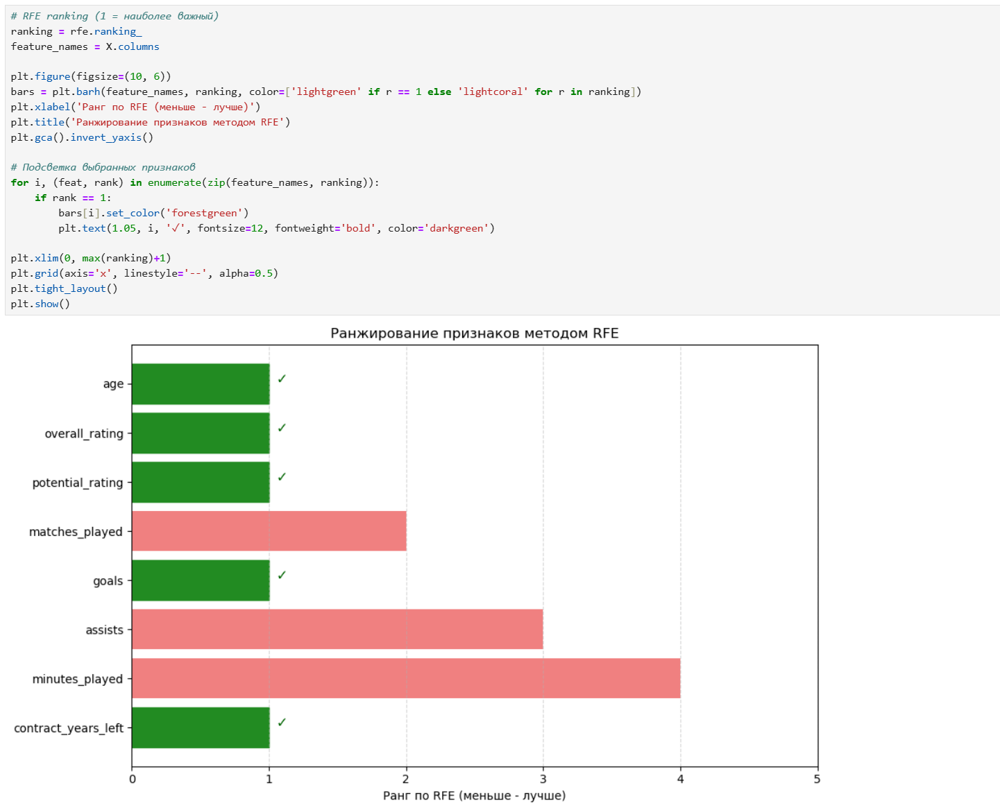 # RFE ranking (1 = наиболее важный)
ranking = rfe.ranking_
feature_names = X.columns
plt.figure(figsize=(10, 6))
bars = plt.barh(feature_names, ranking, color=['lightgreen' if r == 1 else 'lightcoral' for r in ranking])
plt.xlabel('Ранг по RFE (меньше - лучше)')
plt.title('Ранжирование признаков методом RFE')
plt.gca().invert_yaxis()
# Подсветка выбранных признаков
for i, (feat, rank) in enumerate(zip(feature_names, ranking)):
    if rank == 1:
        bars[i].set_color('forestgreen')
        plt.text(1.05, i, '✓', fontsize=12, fontweight='bold', color='darkgreen')
plt.xlim(0, max(ranking)+1)
plt.grid(axis='x', linestyle='--', alpha=0.5)
plt.tight_layout()
plt.show()
Ранжирование признаков методом RFE
age ✓
overall_rating ✓
potential_rating ✓
matches_played
goals ✓
assists
minutes_played
contract_years_left ✓
0 1 2 3 4 5
Ранг по RFE (меньше - лучше)